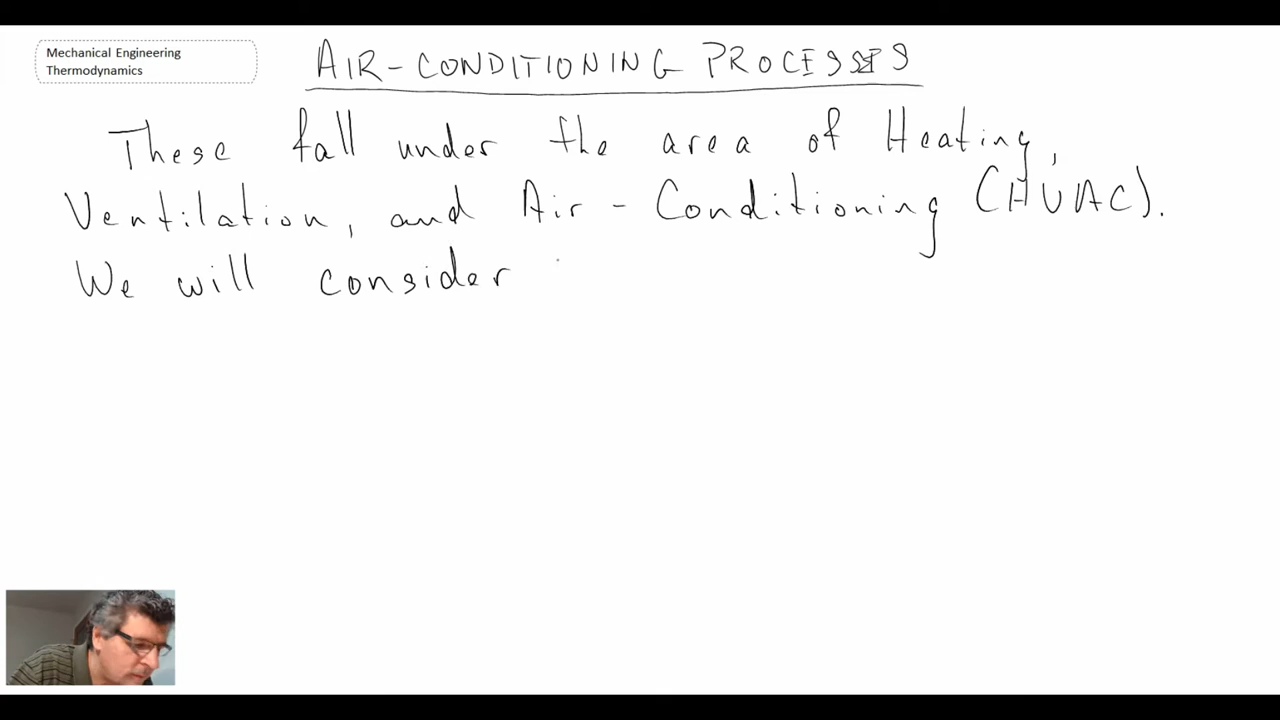 Mechanical Engineering
Thermodynamics
AIR-CONDITIONING PROCESSES
These fall under the area of Heating,
Ventilation, and Air-Conditioning (HVAC).
We will consider